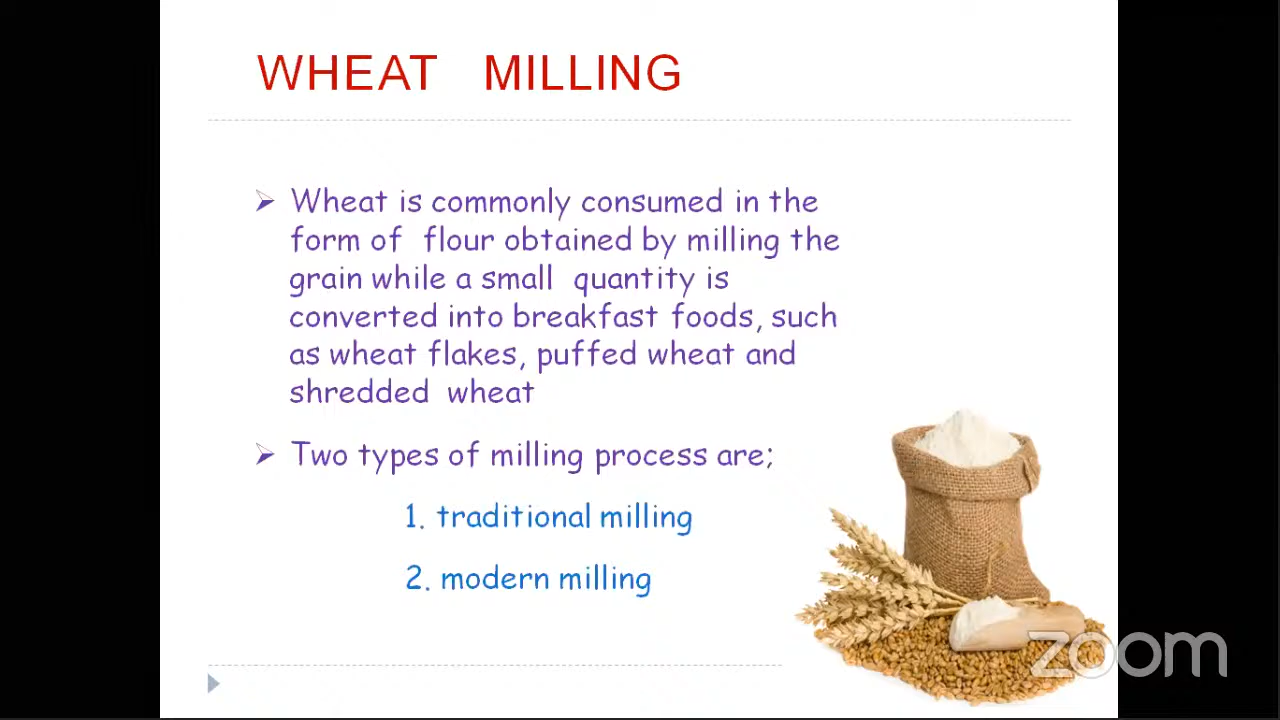 WHEAT MILLING
Wheat is commonly consumed in the
form of flour obtained by milling the
grain while a small quantity is
converted into breakfast foods, such
as wheat flakes, puffed wheat and
shredded wheat
Two types of milling process are;
1. traditional milling
2. modern milling
zoom